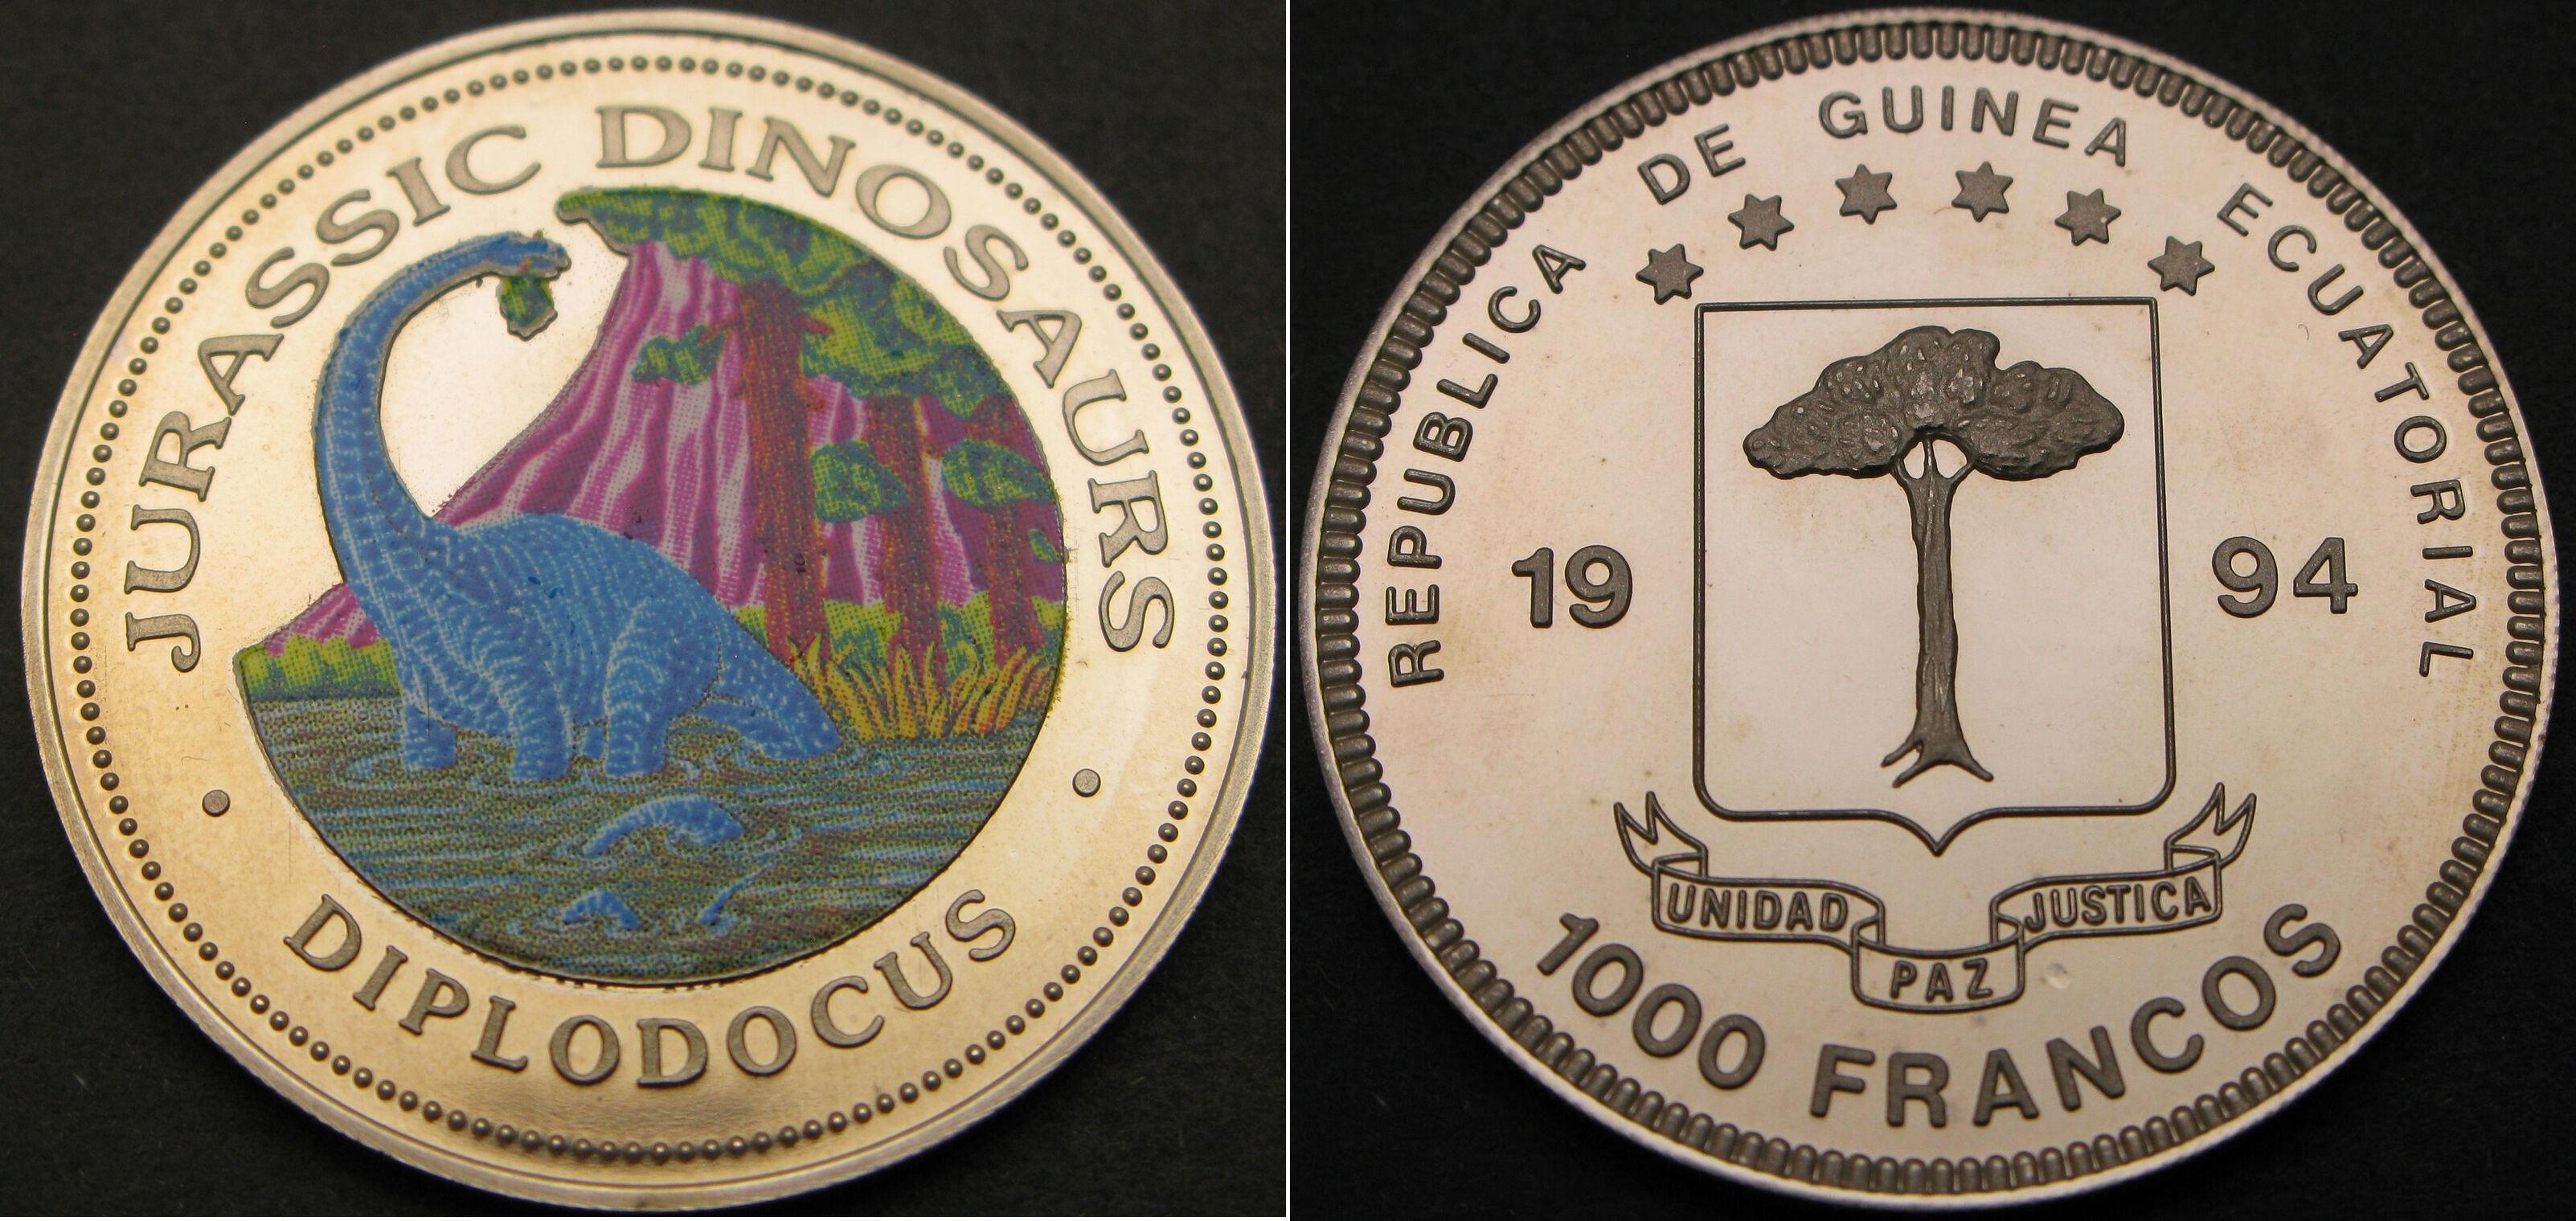 JURASSIC DINOSAURS
DIPLODOCUS
REPUBLICA DE GUINEA ECUATORIAL
19 94
UNIDAD PAZ JUSTICA
1000 FRANCOS